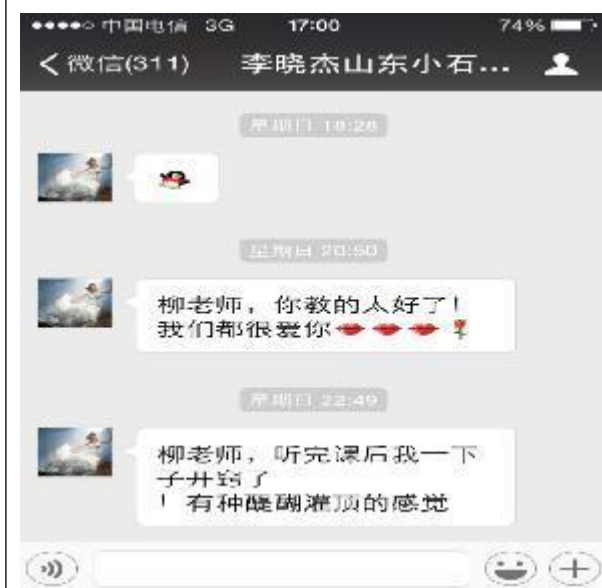 中国电信 3G 17:00 74%
微信(311) 李晓杰山东小石...
星期日 18:28
星期日 20:50
柳老师，你教的太好了！
我们都很爱你
星期日 22:49
柳老师，听完课后我一下
子开窍了
！有种醍醐灌顶的感觉